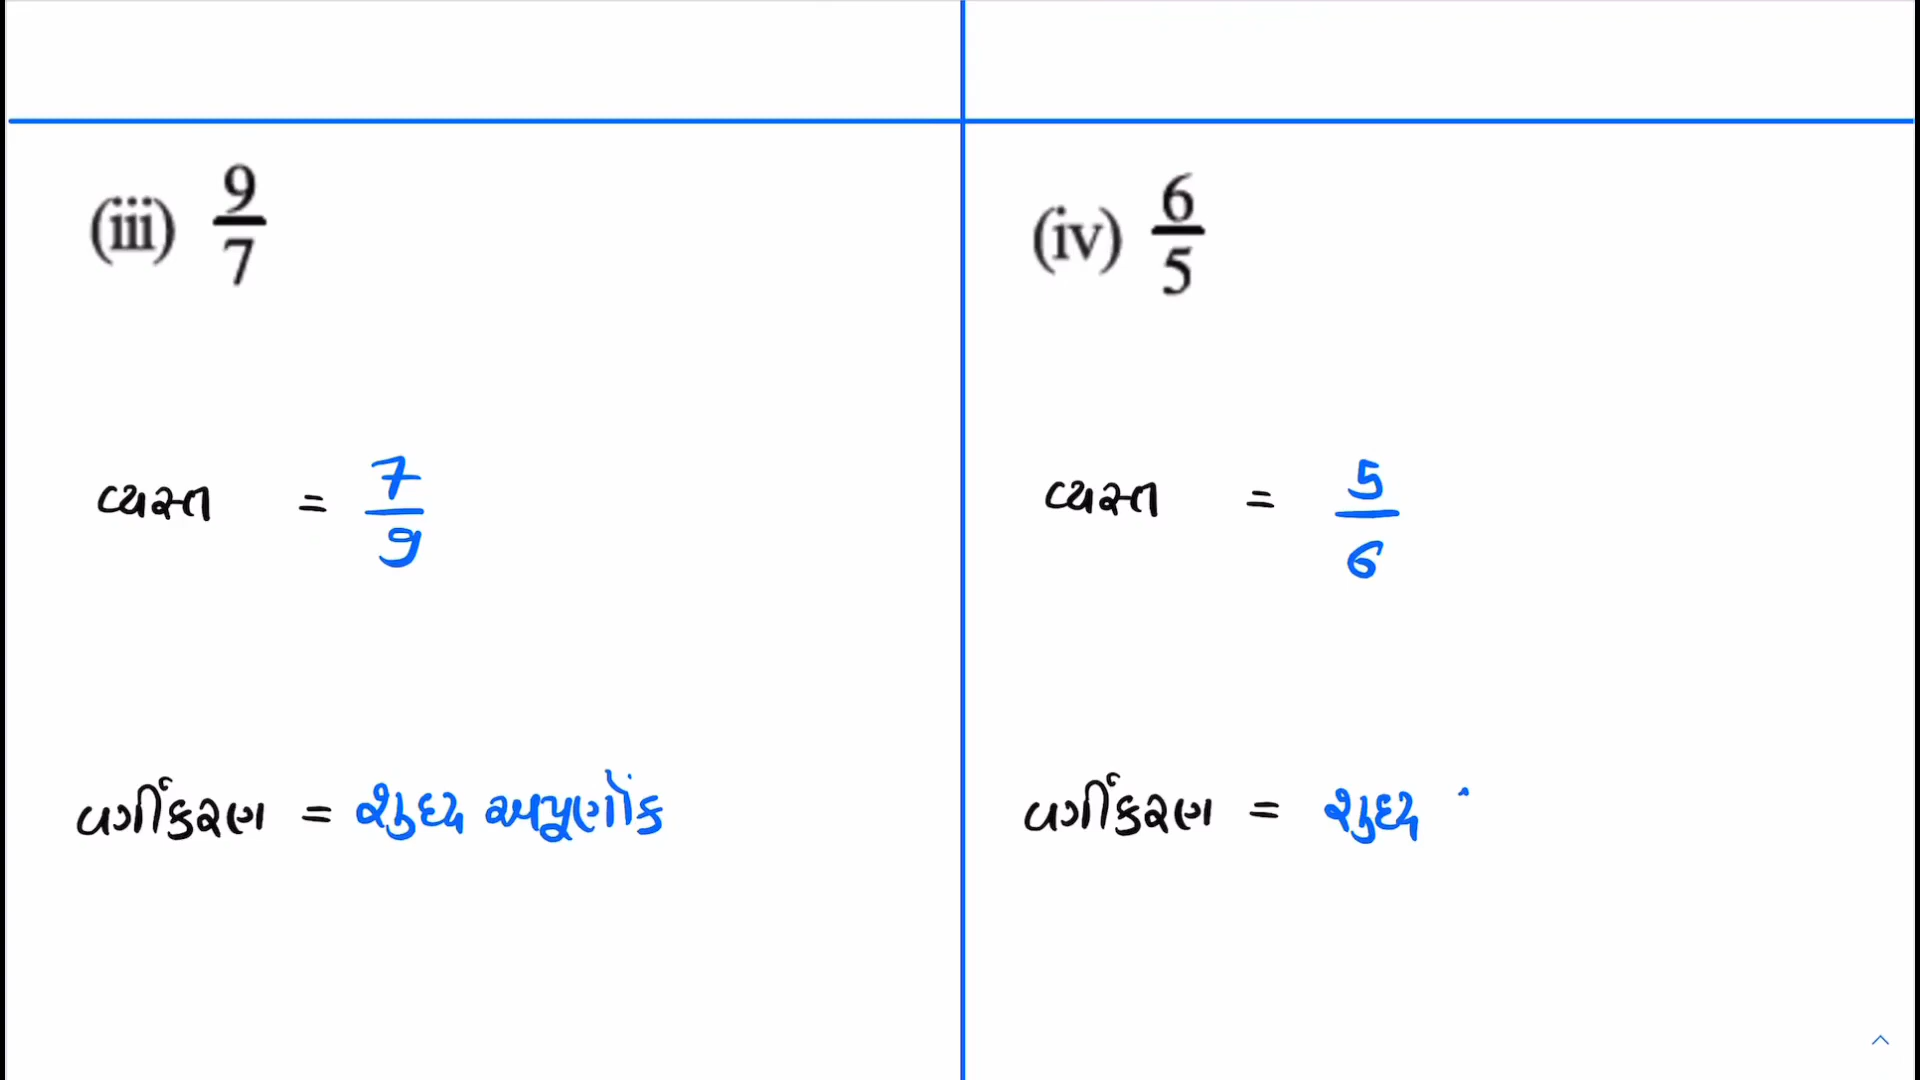 (iii) 9/7
વ્યસ્ત = 7/9
વર્ગીકરણ = શુદ્ધ અપૂર્ણાંક
(iv) 6/5
વ્યસ્ત = 5/6
વર્ગીકરણ = શુદ્ધ